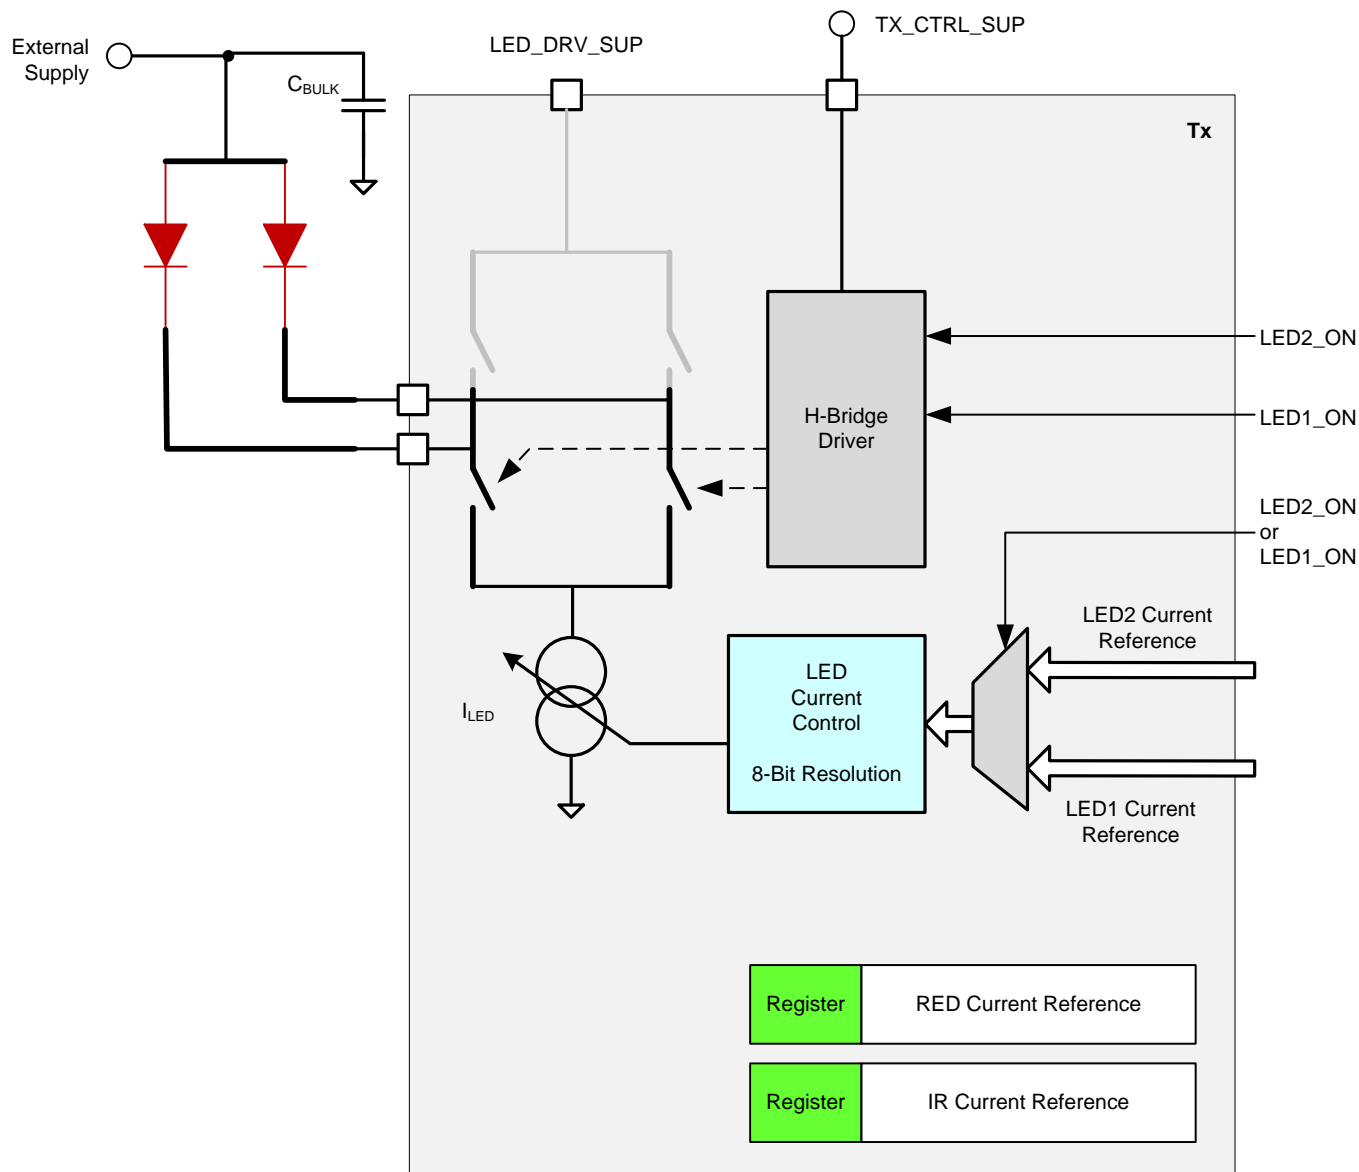 TX_CTRL_SUP
External
Supply
LED_DRV_SUP
CBULK
Tx
LED2_ON
H-Bridge
Driver
LED1_ON
LED2_ON
or
LED1_ON
LED2 Current
Reference
LED
Current
Control
8-Bit Resolution
ILED
LED1 Current
Reference
Register
RED Current Reference
Register
IR Current Reference